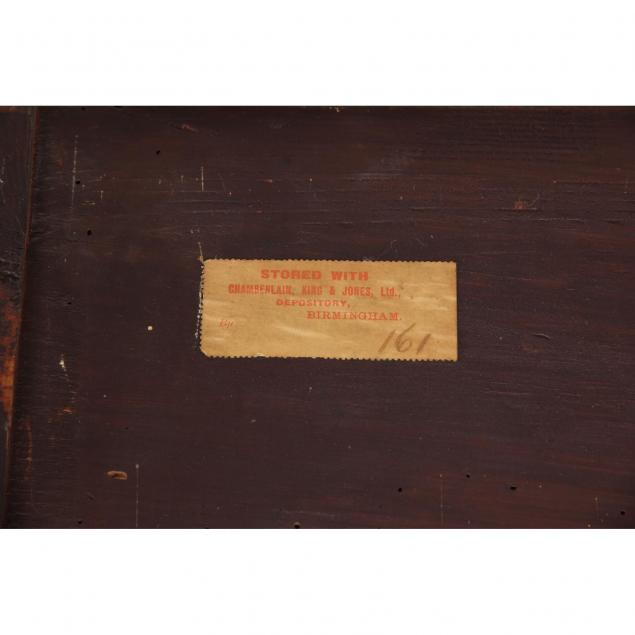 STORED WITH
CHAMBERLAIN, KING & JONES, Ltd.,
DEPOSITORY,
BIRMINGHAM.
161